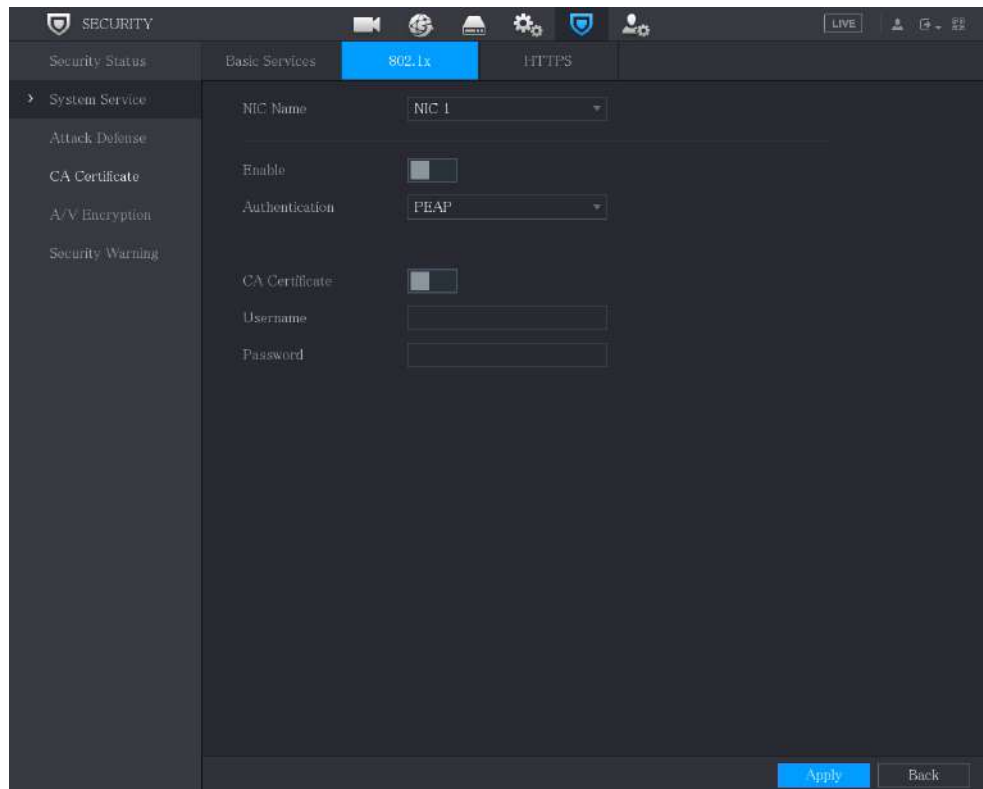 SECURITY
LIVE
Security Status
Basic Services
802.1x
HTTPS
System Service
NIC Name
NIC 1
Attack Defense
Enable
CA Certificate
Authentication
PEAP
A/V Encryption
Security Warning
CA Certificate
Username
Password
Apply
Back